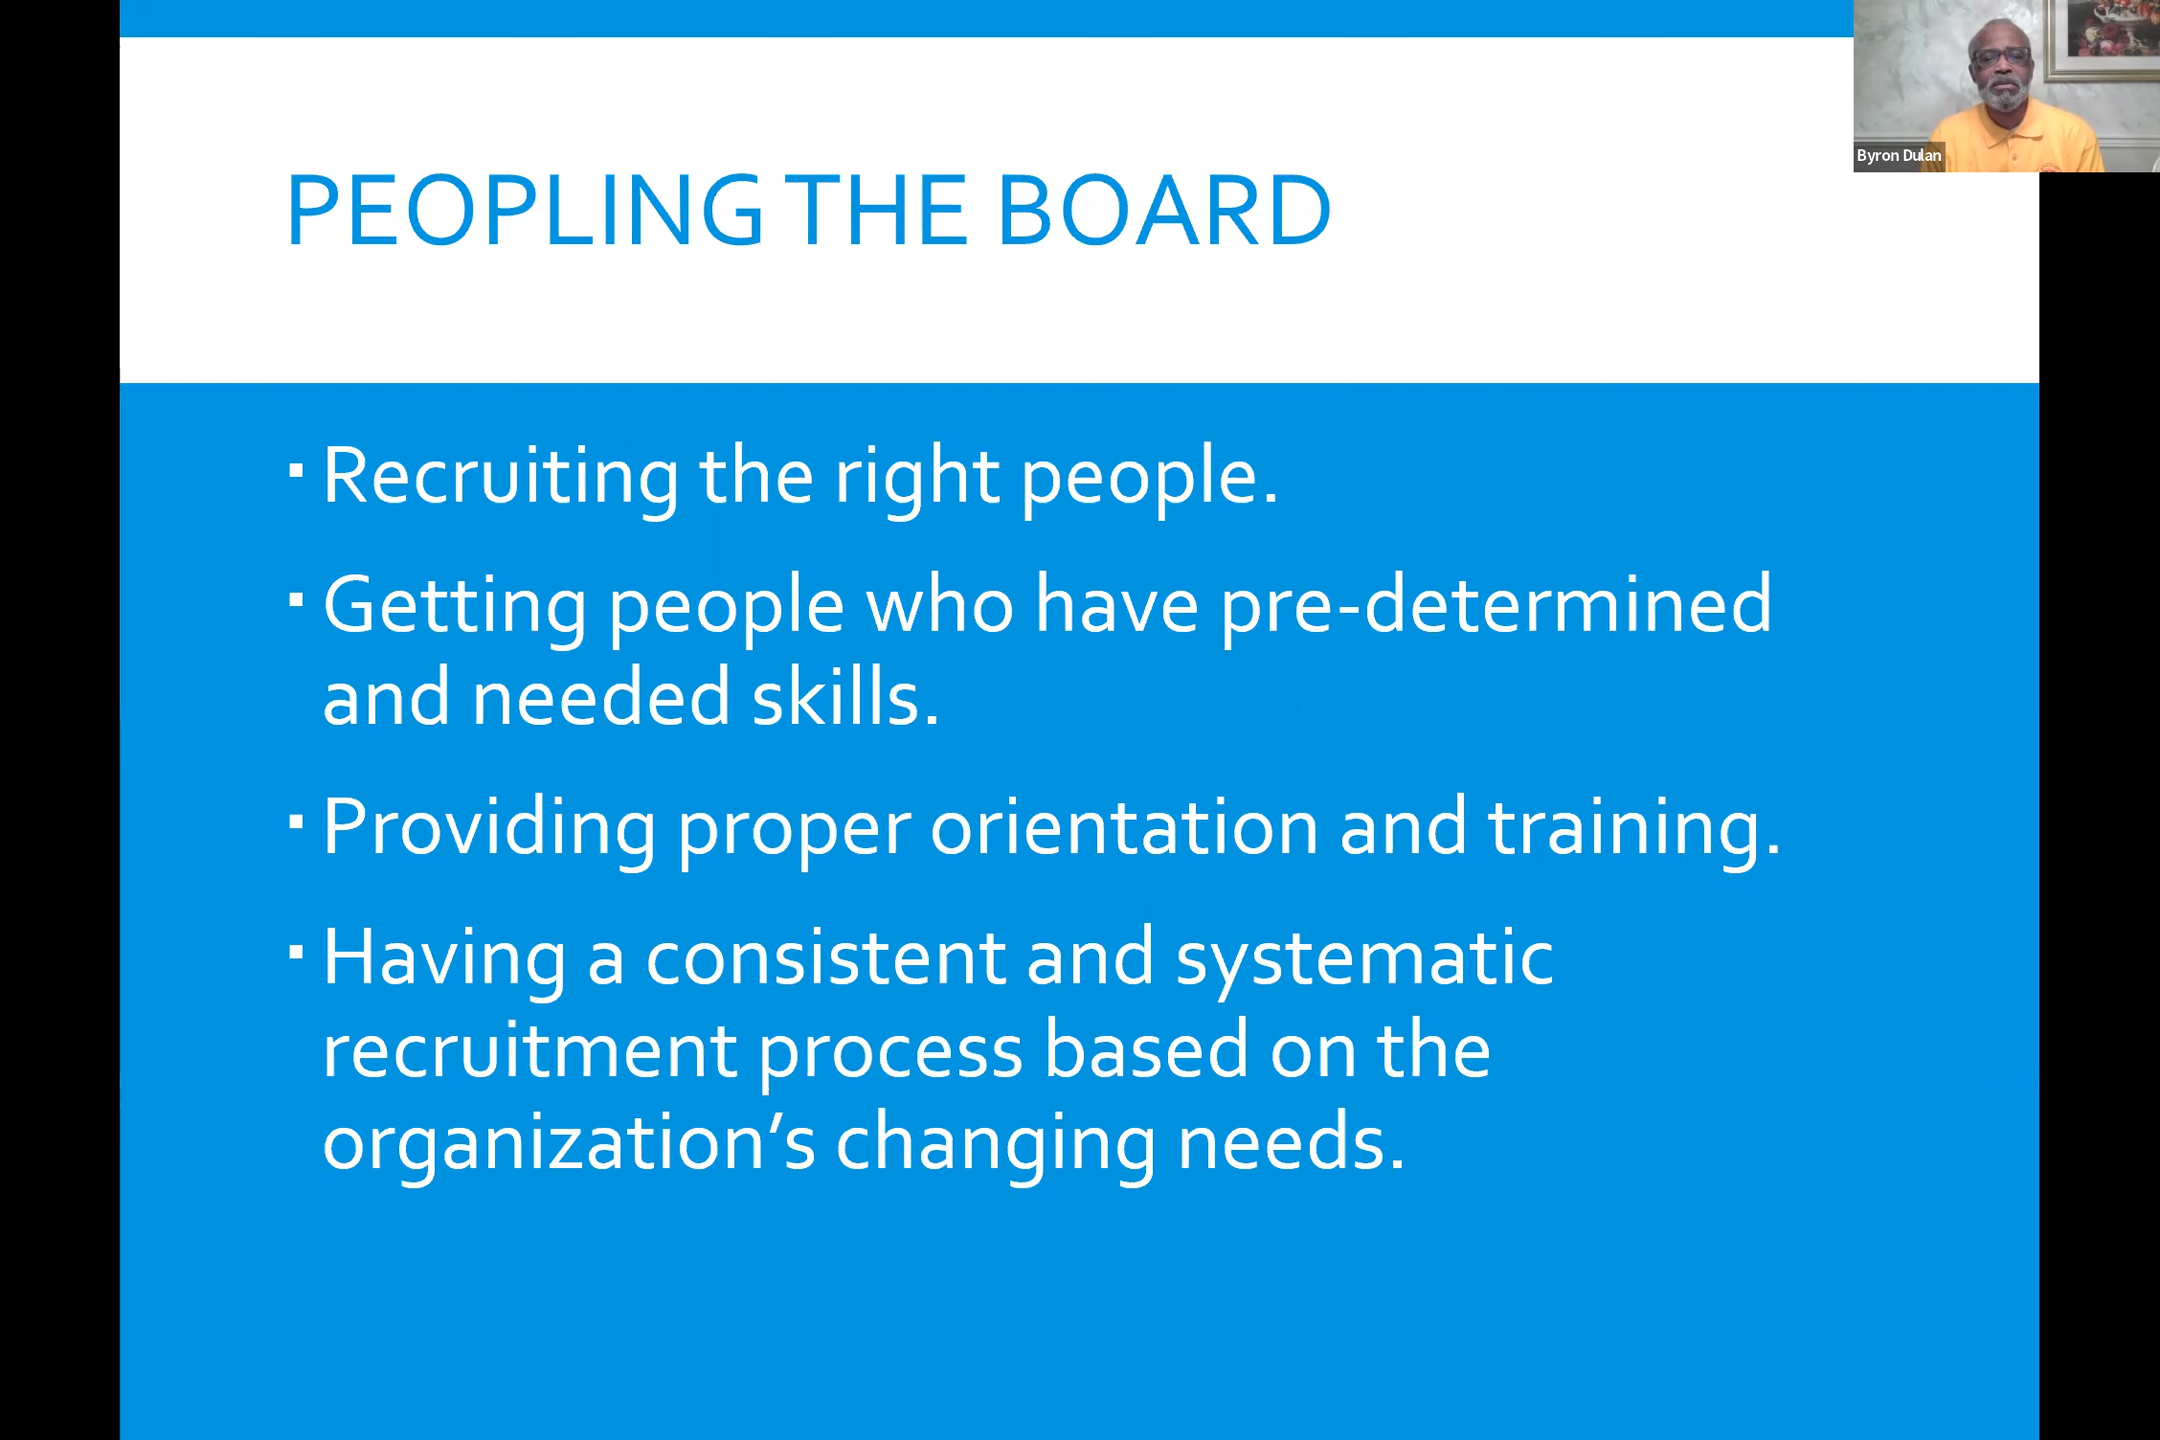 Byron Dulan
PEOPLING THE BOARD
▪ Recruiting the right people.
▪ Getting people who have pre-determined
and needed skills.
▪ Providing proper orientation and training.
▪ Having a consistent and systematic
recruitment process based on the
organization’s changing needs.